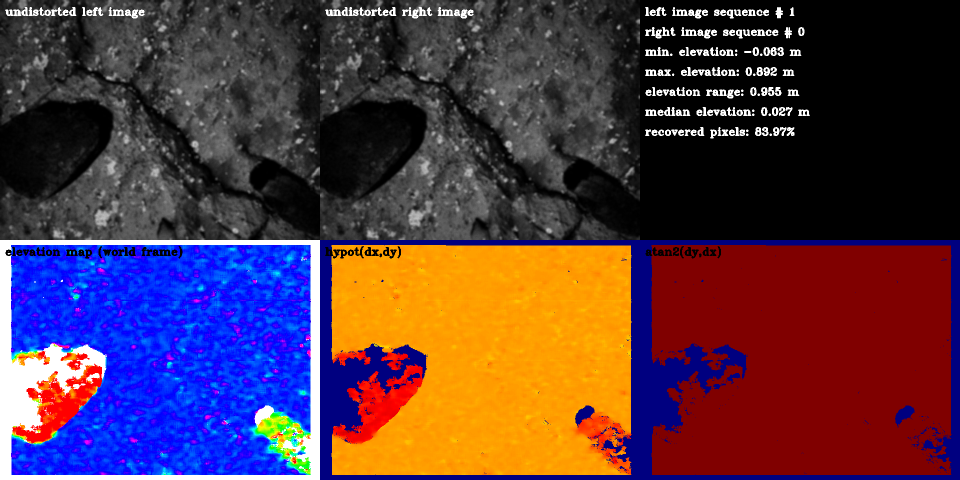 undistorted left image
undistorted right image
left image sequence # 1
right image sequence # 0
min. elevation: -0.063 m
max. elevation: 0.892 m
elevation range: 0.955 m
median elevation: 0.027 m
recovered pixels: 83.97%
elevation map (world frame)
hypot(dx,dy)
atan2(dy,dx)